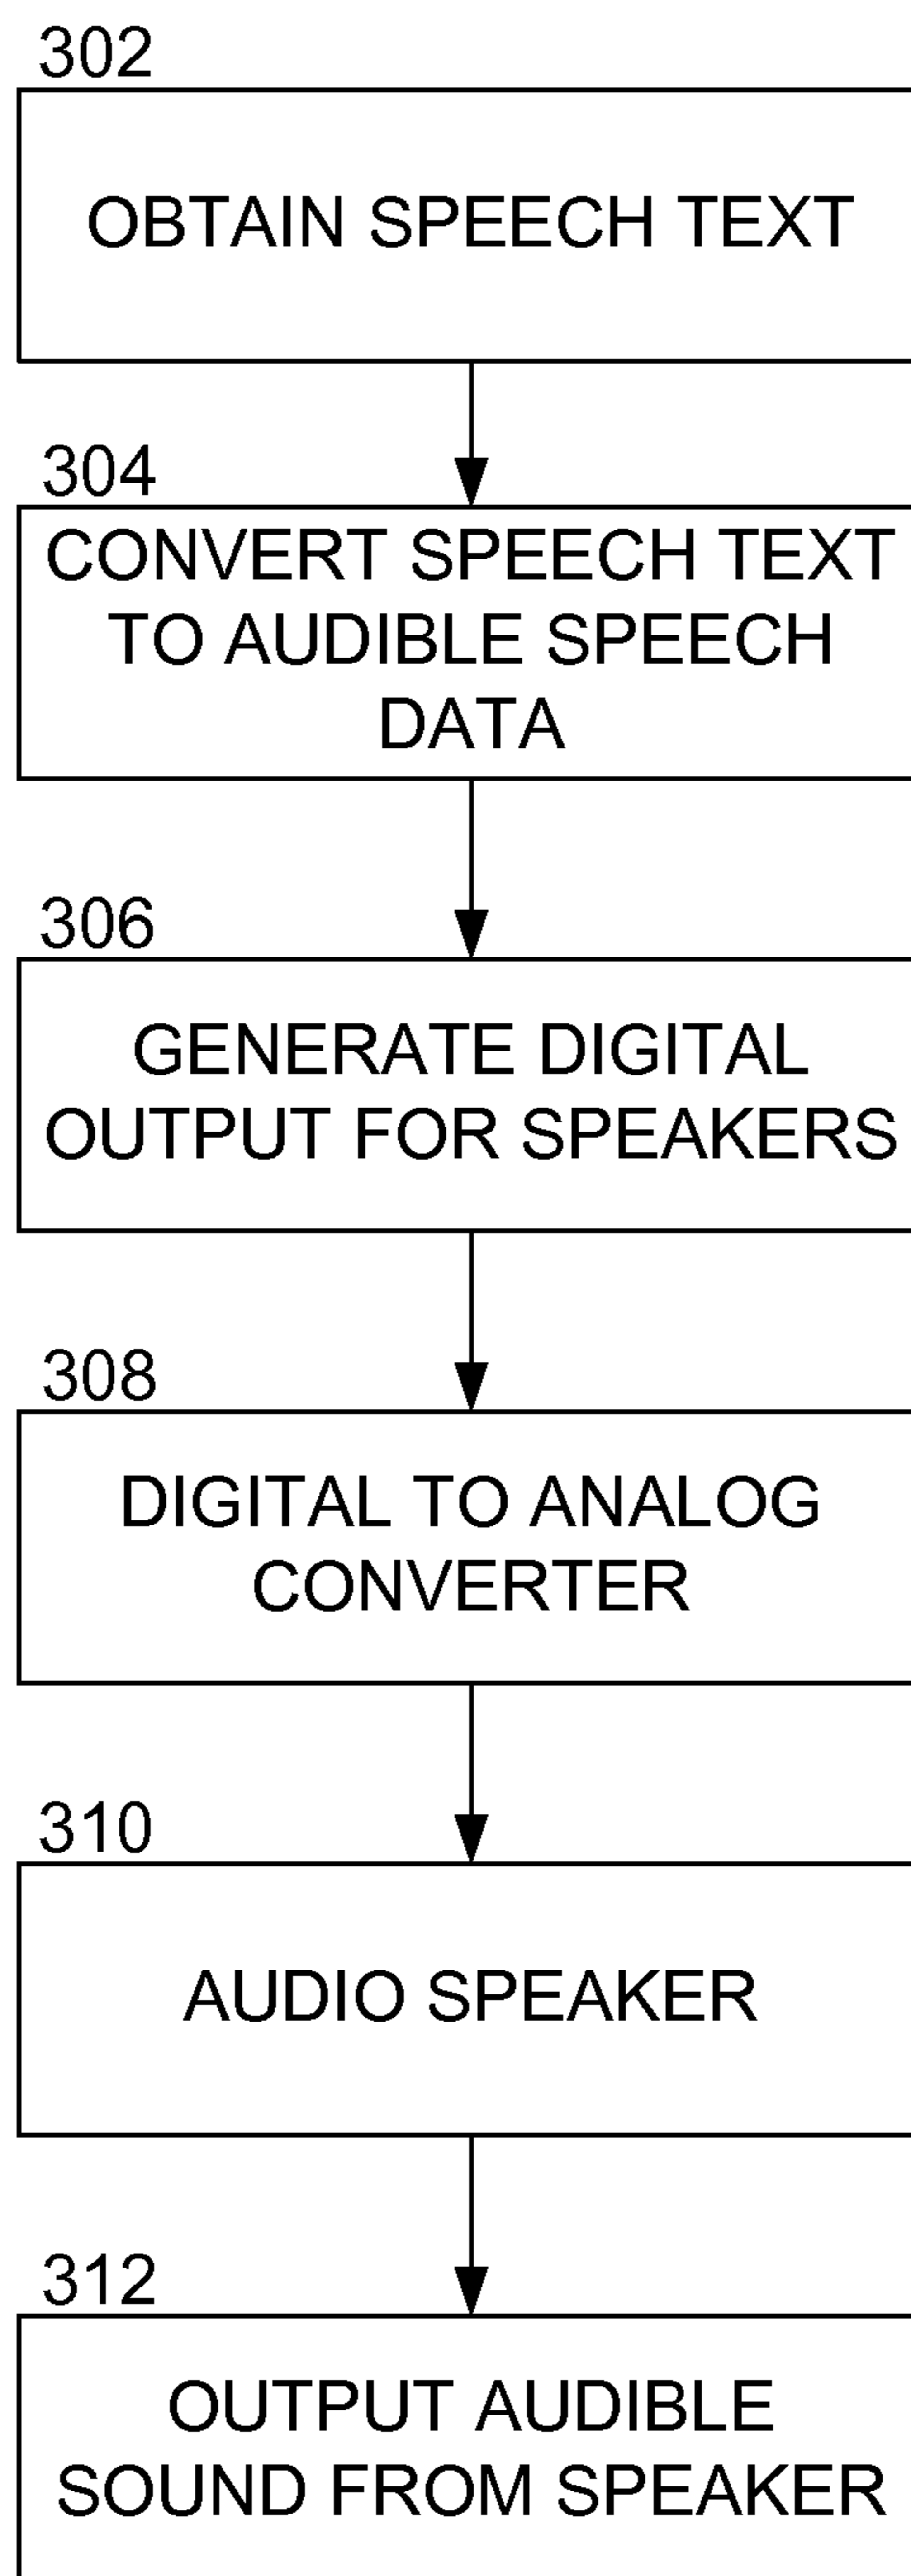 302
OBTAIN SPEECH TEXT
304
CONVERT SPEECH TEXT
TO AUDIBLE SPEECH
DATA
306
GENERATE DIGITAL
OUTPUT FOR SPEAKERS
308
DIGITAL TO ANALOG
CONVERTER
310
AUDIO SPEAKER
312
OUTPUT AUDIBLE
SOUND FROM SPEAKER